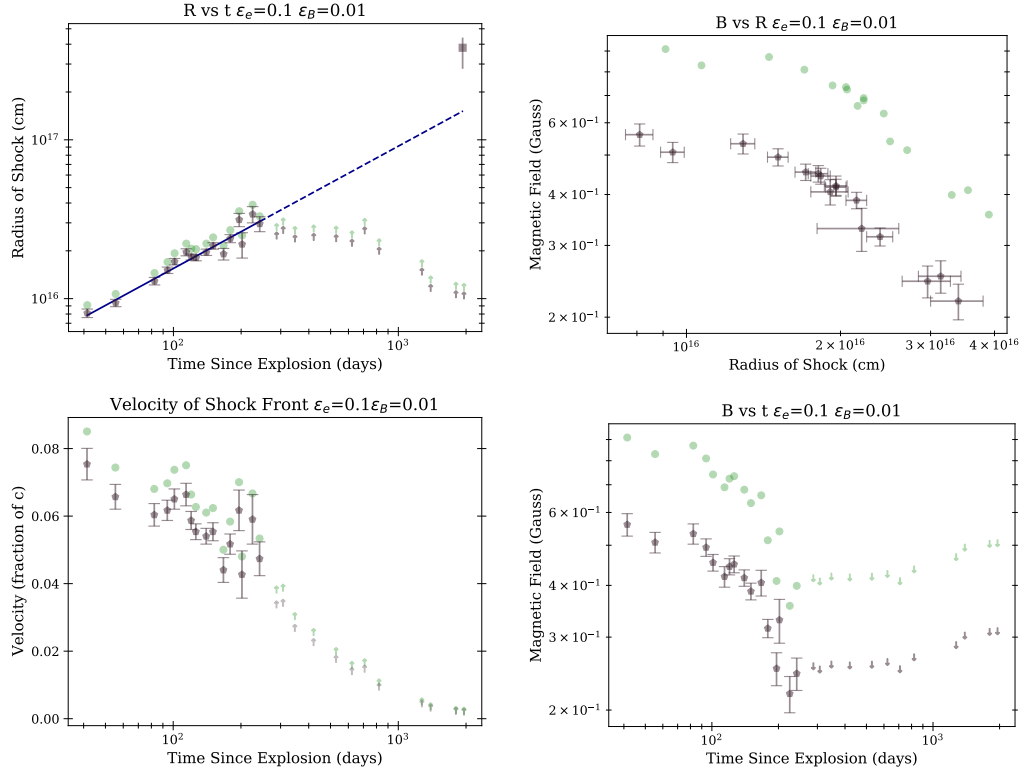 R vs t εe=0.1 εB=0.01
Radius of Shock (cm)
10^17
10^16
10^2
10^3
Time Since Explosion (days)
B vs R εe=0.1 εB=0.01
Magnetic Field (Gauss)
6 × 10^−1
4 × 10^−1
3 × 10^−1
2 × 10^−1
10^16
2 × 10^16
3 × 10^16
4 × 10^16
Radius of Shock (cm)
Velocity of Shock Front εe=0.1εB=0.01
Velocity (fraction of c)
0.08
0.06
0.04
0.02
0.00
10^2
10^3
Time Since Explosion (days)
B vs t εe=0.1 εB=0.01
Magnetic Field (Gauss)
6 × 10^−1
4 × 10^−1
3 × 10^−1
2 × 10^−1
10^2
10^3
Time Since Explosion (days)